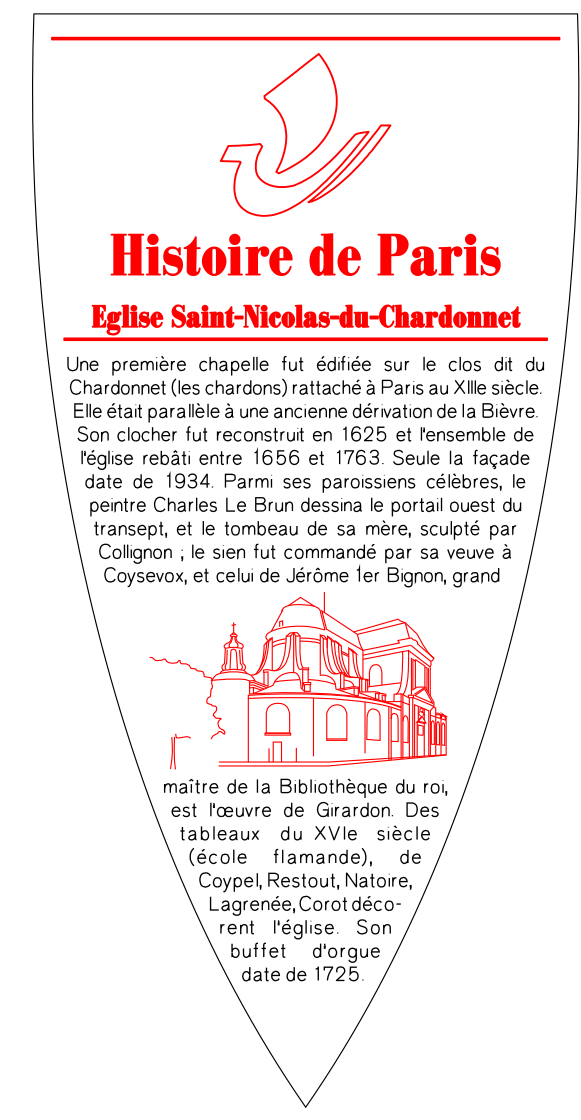 Histoire de Paris
Eglise Saint-Nicolas-du-Chardonnet
Une première chapelle fut édifiée sur le clos dit du
Chardonnet (les chardons) rattaché à Paris au XIIIe siècle.
Elle était parallèle à une ancienne dérivation de la Bièvre.
Son clocher fut reconstruit en 1625 et l'ensemble de
l'église rebâti entre 1656 et 1763. Seule la façade
date de 1934. Parmi ses paroissiens célèbres, le
peintre Charles Le Brun dessina le portail ouest du
transept, et le tombeau de sa mère, sculpté par
Collignon ; le sien fut commandé par sa veuve à
Coysevox, et celui de Jérôme 1er Bignon, grand
maître de la Bibliothèque du roi,
est l'œuvre de Girardon. Des
tableaux du XVIe siècle
(école flamande), de
Coypel, Restout, Natoire,
Lagrenée, Corot déco-
rent l'église. Son
buffet d'orgue
date de 1725.